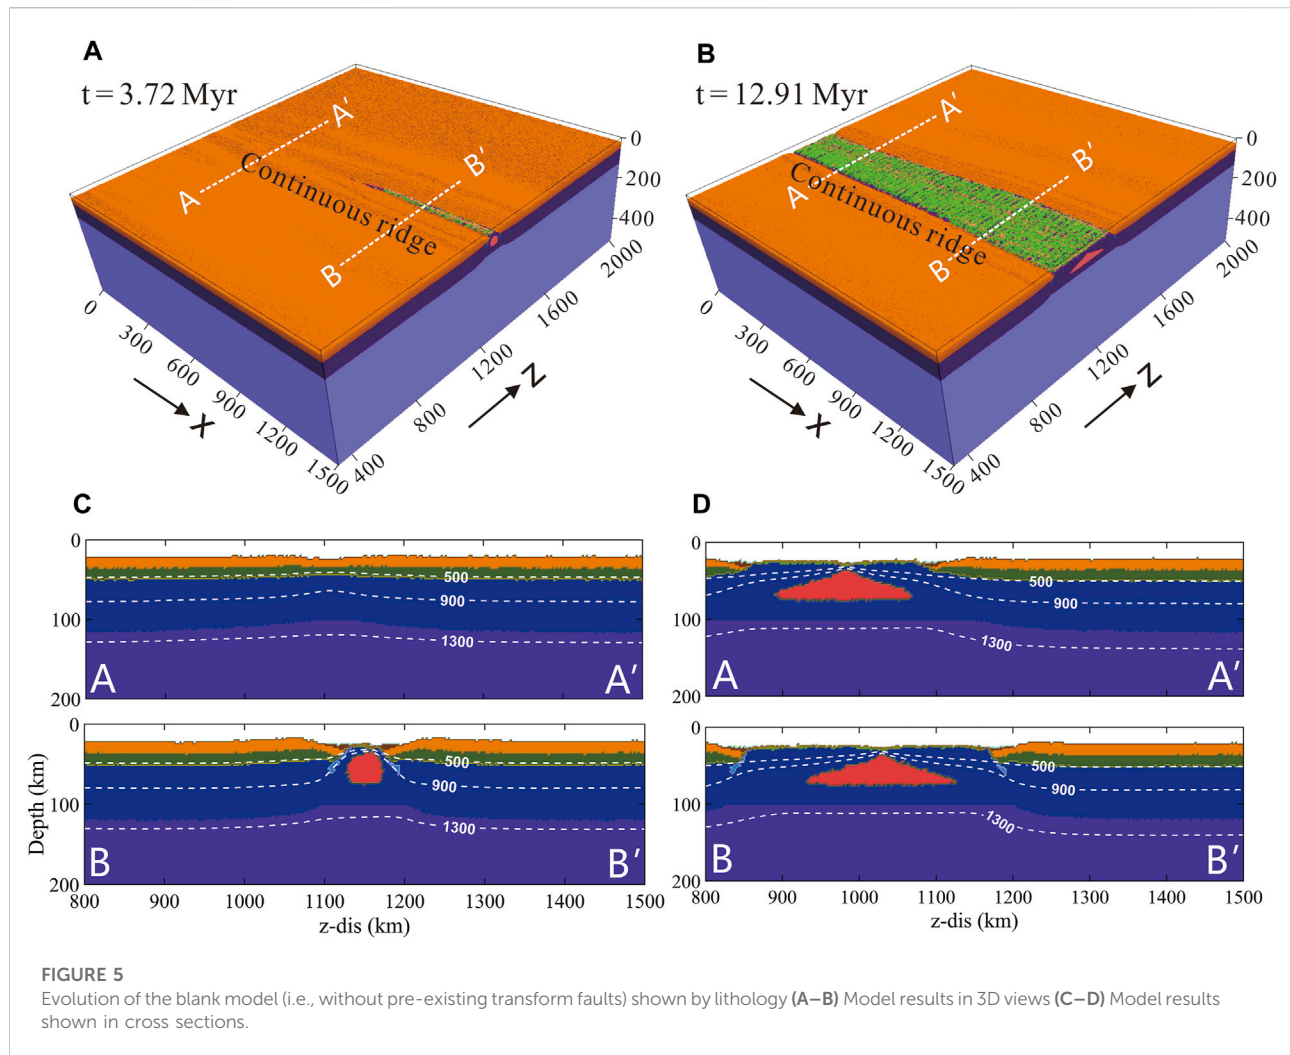 A
t = 3.72 Myr
A A'
B B'
Continuous ridge
0
200
400
0 300 600 900 1200 1500
400 800 1200 1600 2000
X
Z
B
t = 12.91 Myr
A A'
B B'
Continuous ridge
0
200
400
0 300 600 900 1200 1500
400 800 1200 1600 2000
X
Z
C
0
100
200
500
900
1300
A A'
0
100
200
500
900
1300
B B'
Depth (km)
800 900 1000 1100 1200 1300 1400 1500
z-dis (km)
D
0
100
200
500
900
1300
A A'
0
100
200
500
900
1300
B B'
800 900 1000 1100 1200 1300 1400 1500
z-dis (km)
FIGURE 5
Evolution of the blank model (i.e., without pre-existing transform faults) shown by lithology (A–B) Model results in 3D views (C–D) Model results
shown in cross sections.